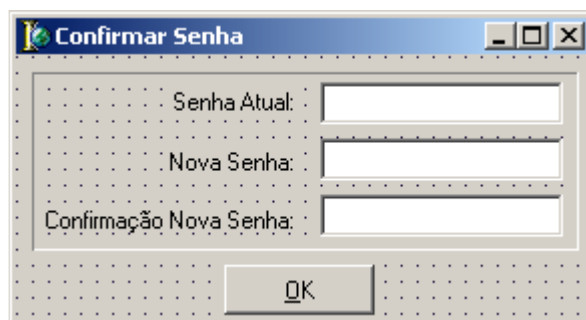 Confirmar Senha
Senha Atual:
Nova Senha:
Confirmação Nova Senha:
OK